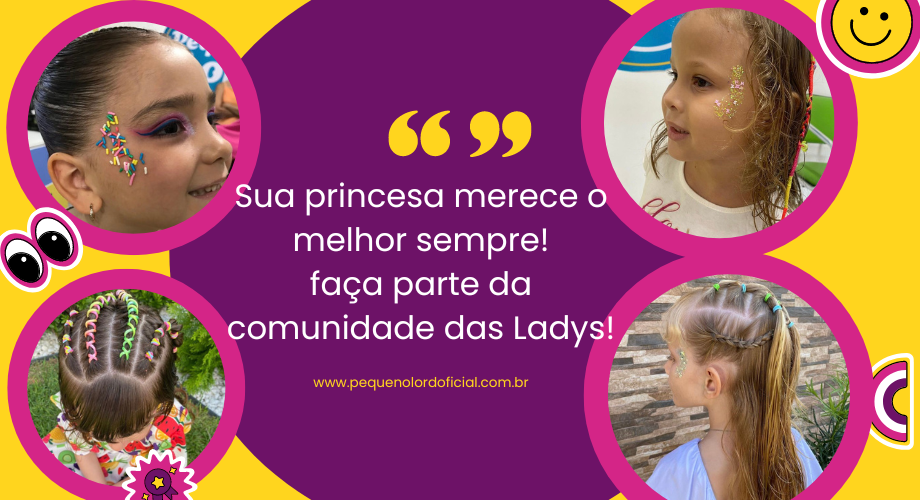 Sua princesa merece o
melhor sempre!
faça parte da
comunidade das Ladys!
www.pequenolordoficial.com.br